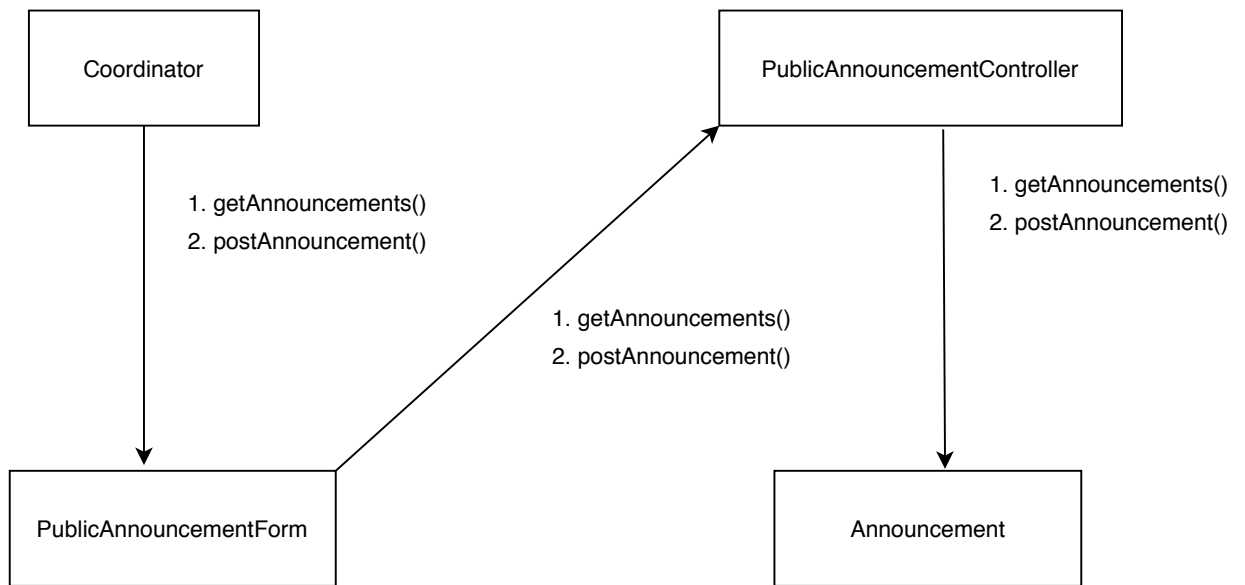 Coordinator
PublicAnnouncementController
1. getAnnouncements()
2. postAnnouncement()
1. getAnnouncements()
2. postAnnouncement()
1. getAnnouncements()
2. postAnnouncement()
PublicAnnouncementForm
Announcement